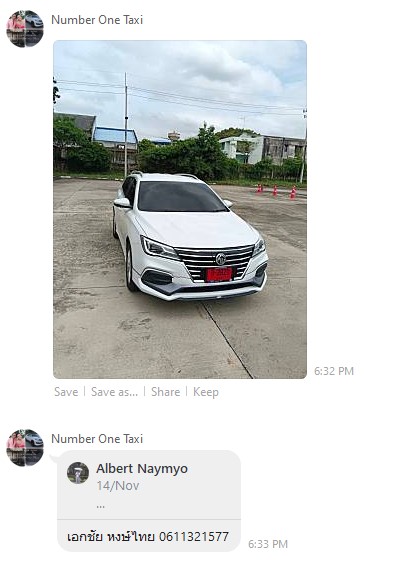 Number One Taxi
6:32 PM
Save | Save as... | Share | Keep
Number One Taxi
Albert Naymyo
14/Nov
...
เอกชัย หงษ์ไทย 0611321577
6:33 PM